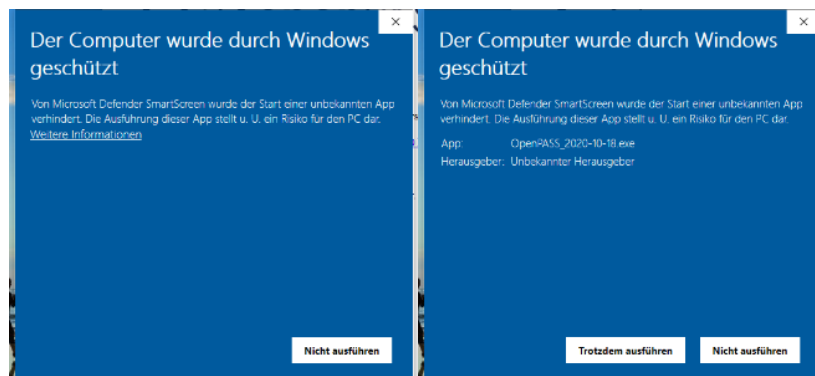 Der Computer wurde durch Windows
geschützt
Von Microsoft Defender SmartScreen wurde der Start einer unbekannten App
verhindert. Die Ausführung dieser App stellt u. U. ein Risiko für den PC dar.
Weitere Informationen
Nicht ausführen
Der Computer wurde durch Windows
geschützt
Von Microsoft Defender SmartScreen wurde der Start einer unbekannten App
verhindert. Die Ausführung dieser App stellt u. U. ein Risiko für den PC dar.
App: OpenPASS_2020-10-18.exe
Herausgeber: Unbekannter Herausgeber
Trotzdem ausführen Nicht ausführen